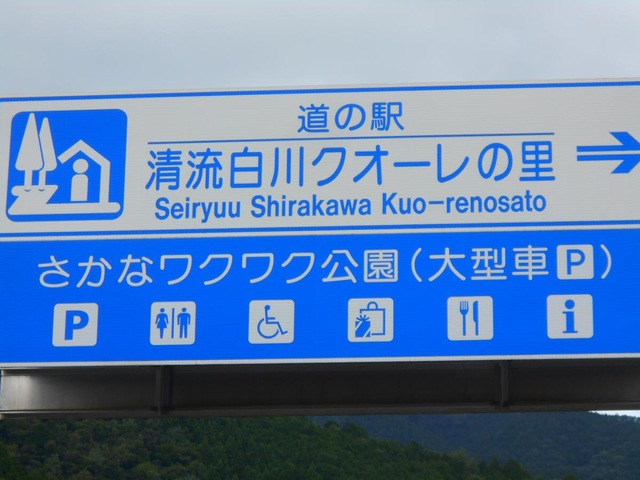 道の駅
清流白川クオーレの里
Seiryuu Shirakawa Kuo-renosato
さかなワクワク公園(大型車P)
P
i